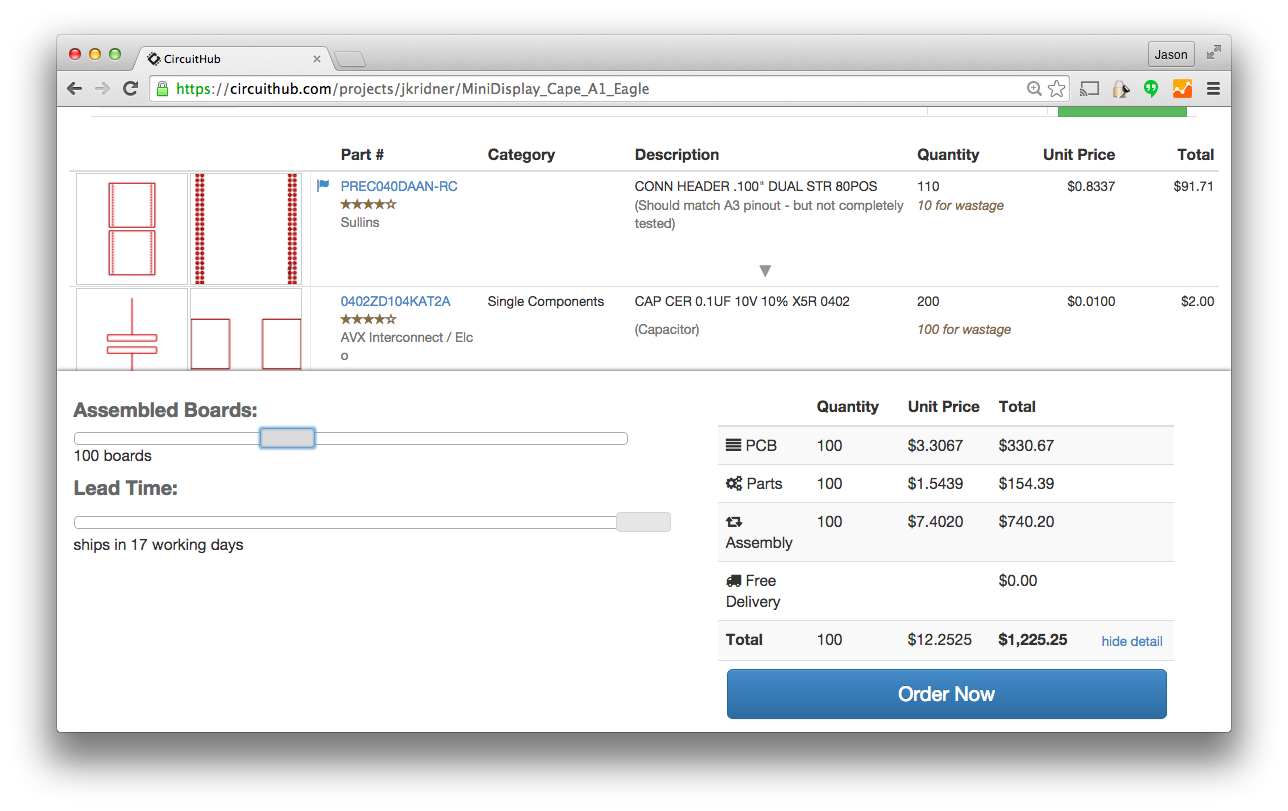 CircuitHub
Jason
https://circuithub.com/projects/jkridner/MiniDisplay_Cape_A1_Eagle
Part # Category Description Quantity Unit Price Total
PREC040DAAN-RC CONN HEADER .100" DUAL STR 80POS 110 $0.8337 $91.71
(Should match A3 pinout - but not completely 10 for wastage
Sullins tested)
0402ZD104KAT2A Single Components CAP CER 0.1UF 10V 10% X5R 0402 200 $0.0100 $2.00
AVX Interconnect / Elc (Capacitor) 100 for wastage
o
Assembled Boards:
100 boards
Lead Time:
ships in 17 working days
Quantity Unit Price Total
PCB 100 $3.3067 $330.67
Parts 100 $1.5439 $154.39
100 $7.4020 $740.20
Assembly
Free $0.00
Delivery
Total 100 $12.2525 $1,225.25 hide detail
Order Now